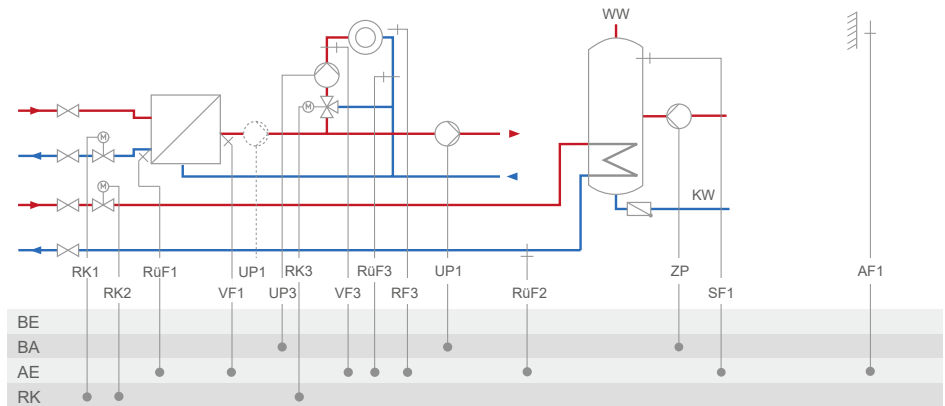 WW
M
M
M
KW
RK1 RüF1 UP1 RK3 RüF3 UP1 ZP AF1
RK2 VF1 UP3 VF3 RF3 RüF2 SF1
BE
BA
AE
RK